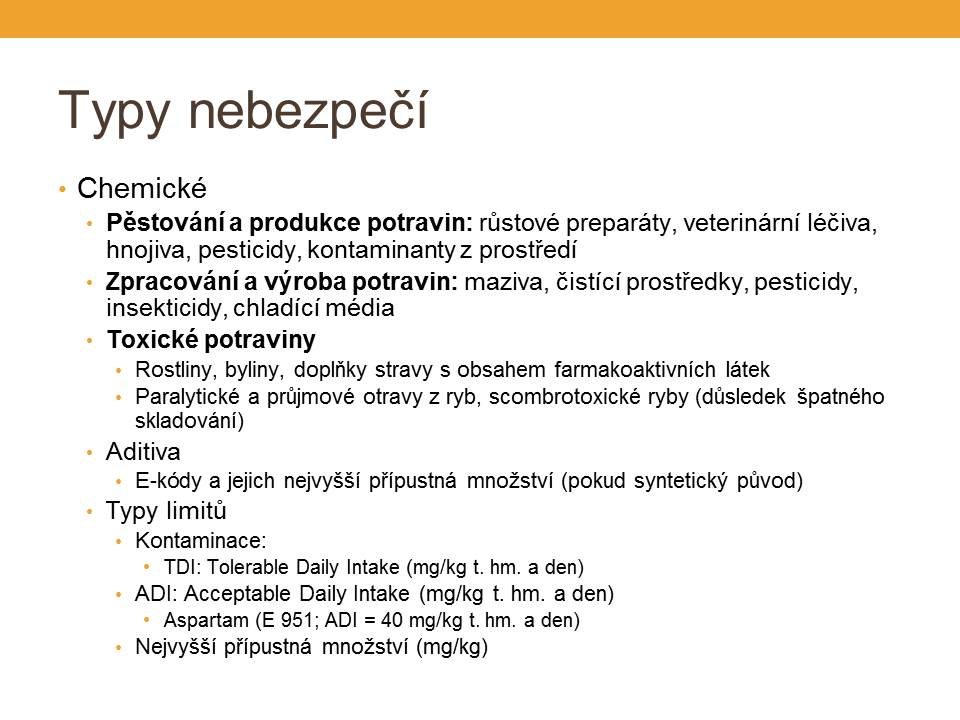 Typy nebezpečí
• Chemické
• Pěstování a produkce potravin: růstové preparáty, veterinární léčiva,
hnojiva, pesticidy, kontaminanty z prostředí
• Zpracování a výroba potravin: maziva, čistící prostředky, pesticidy,
insekticidy, chladící média
• Toxické potraviny
• Rostliny, byliny, doplňky stravy s obsahem farmakoaktivních látek
• Paralytické a průjmové otravy z ryb, scombrotoxické ryby (důsledek špatného
skladování)
• Aditiva
• E-kódy a jejich nejvyšší přípustná množství (pokud syntetický původ)
• Typy limitů
• Kontaminace:
• TDI: Tolerable Daily Intake (mg/kg t. hm. a den)
• ADI: Acceptable Daily Intake (mg/kg t. hm. a den)
• Aspartam (E 951; ADI = 40 mg/kg t. hm. a den)
• Nejvyšší přípustná množství (mg/kg)